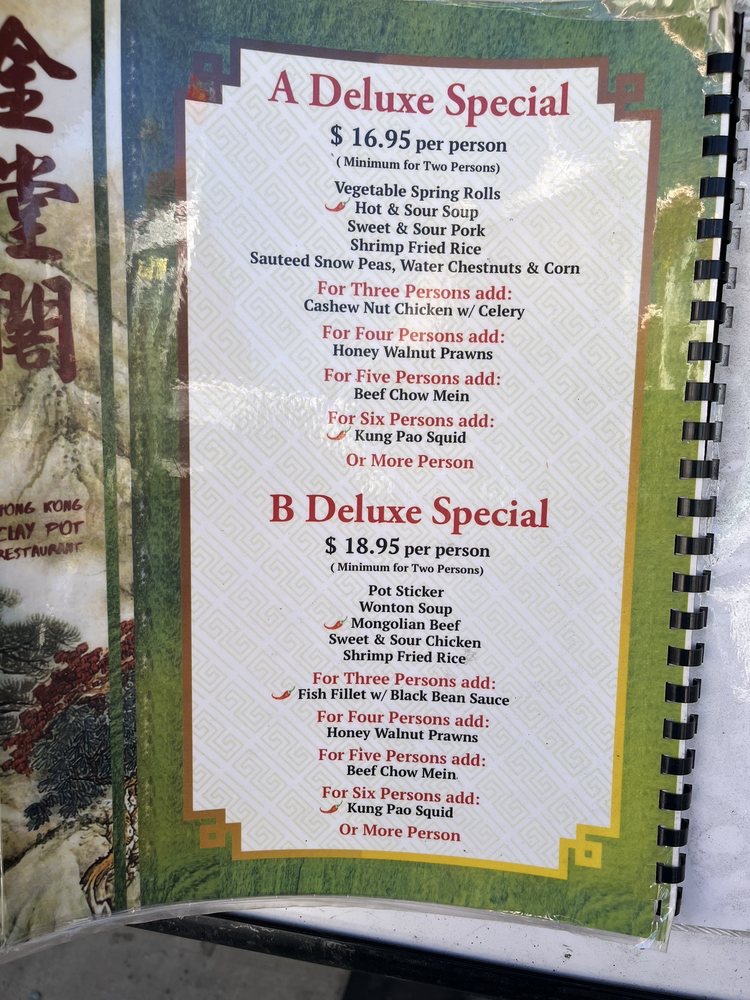 金
堂
閣
HONG KONG
CLAY POT
RESTAURANT
A Deluxe Special
$ 16.95 per person
( Minimum for Two Persons)
Vegetable Spring Rolls
Hot & Sour Soup
Sweet & Sour Pork
Shrimp Fried Rice
Sauteed Snow Peas, Water Chestnuts & Corn
For Three Persons add:
Cashew Nut Chicken w/ Celery
For Four Persons add:
Honey Walnut Prawns
For Five Persons add:
Beef Chow Mein
For Six Persons add:
Kung Pao Squid
Or More Person
B Deluxe Special
$ 18.95 per person
( Minimum for Two Persons)
Pot Sticker
Wonton Soup
Mongolian Beef
Sweet & Sour Chicken
Shrimp Fried Rice
For Three Persons add:
Fish Fillet w/ Black Bean Sauce
For Four Persons add:
Honey Walnut Prawns
For Five Persons add:
Beef Chow Mein
For Six Persons add:
Kung Pao Squid
Or More Person